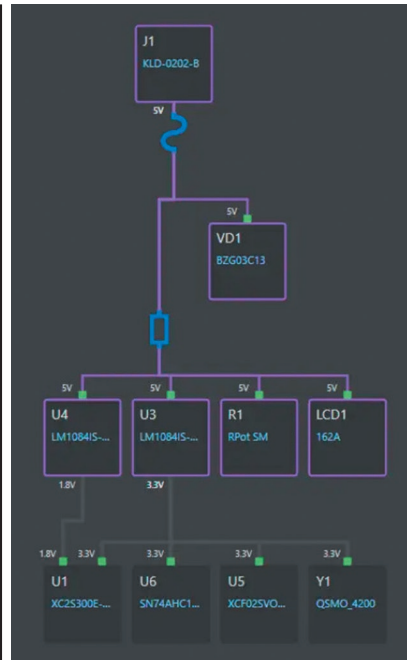 J1
KLD-0202-B
5V
5V
VD1
BZG03C13
5V 5V 5V 5V
U4 U3 R1 LCD1
LM1084IS-... LM1084IS-... RPot SM 162A
1.8V 3.3V
1.8V 3.3V 3.3V 3.3V 3.3V
U1 U6 U5 Y1
XC2S300E-... SN74AHC1... XCF02SVO... QSMO_4200